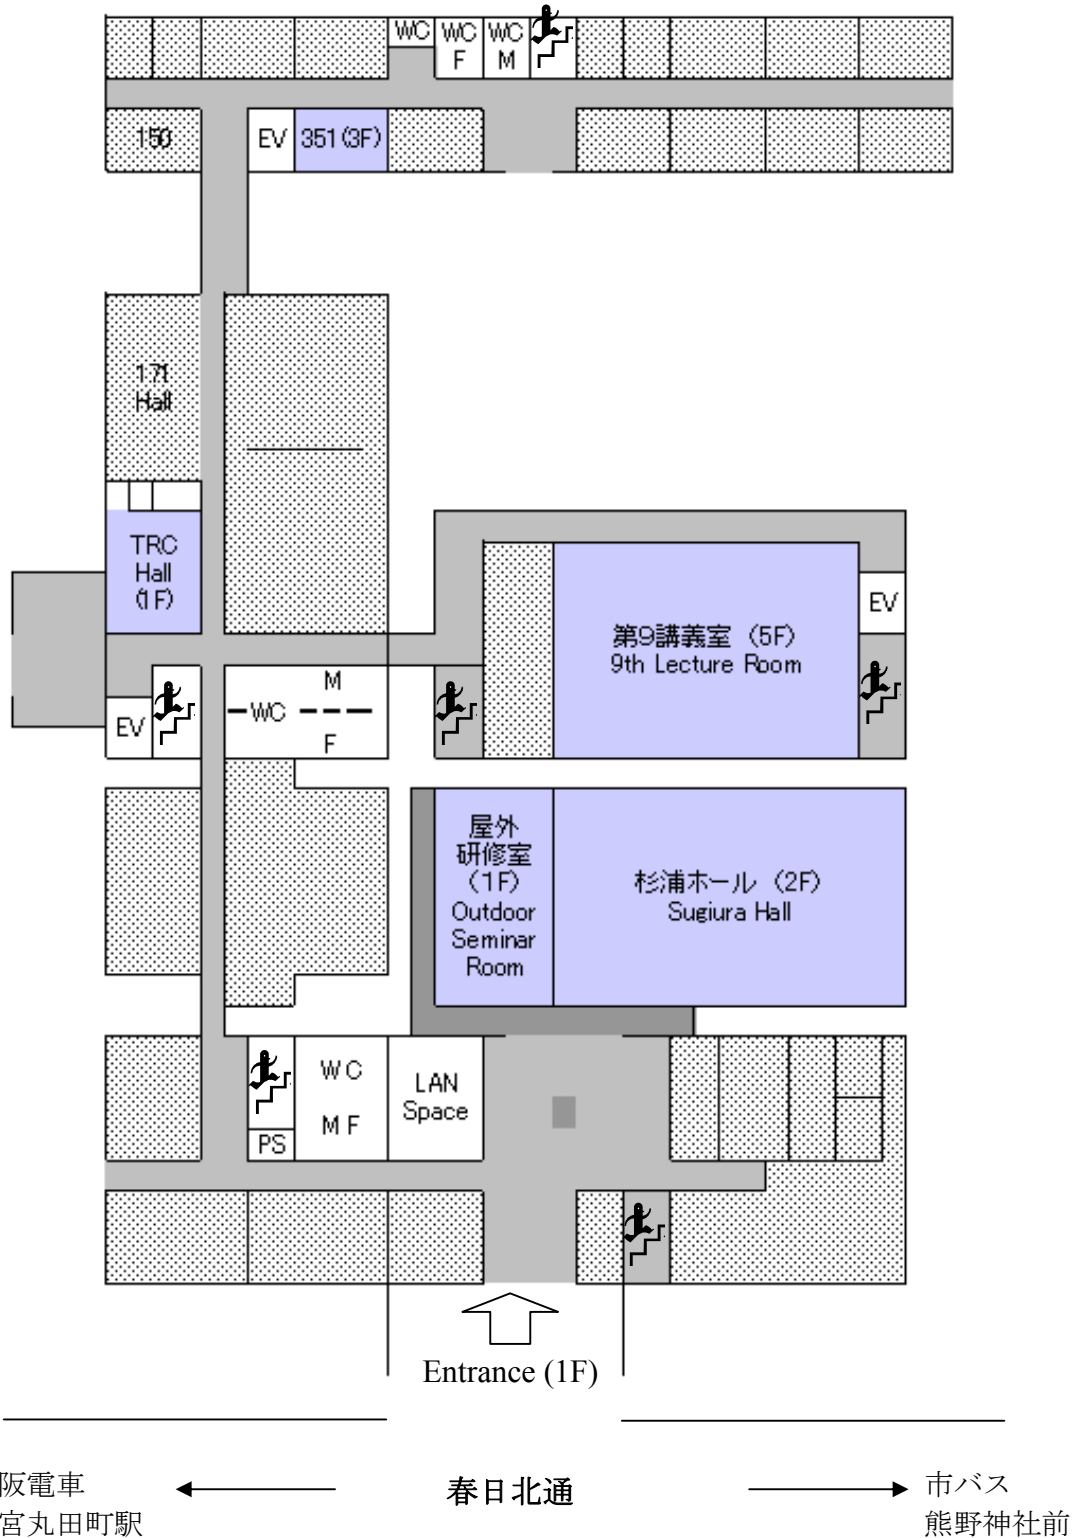 WC WC WC
F M
150 EV 351(3F)
171
Hall
TRC
Hall
(1F)
EV
第9講義室 (5F)
9th Lecture Room
M
WC
F
EV
屋外
研修室
(1F)
Outdoor
Seminar
Room
杉浦ホール (2F)
Sugiura Hall
WC
M F
LAN
Space
PS
Entrance (1F)
阪電車
宮丸田町駅
春日北通
市バス
熊野神社前